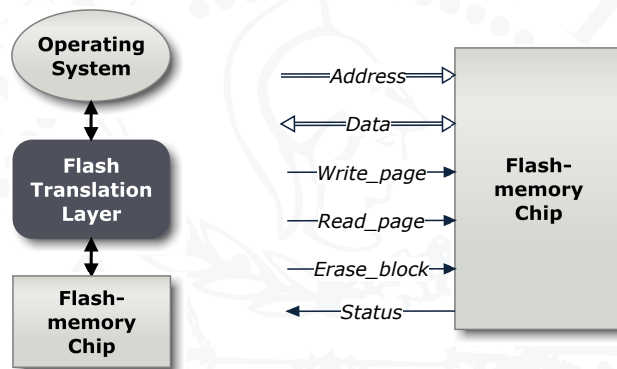 Operating
System
Flash
Translation
Layer
Flash-
memory
Chip
Address
Data
Write_page
Read_page
Erase_block
Status
Flash-
memory
Chip